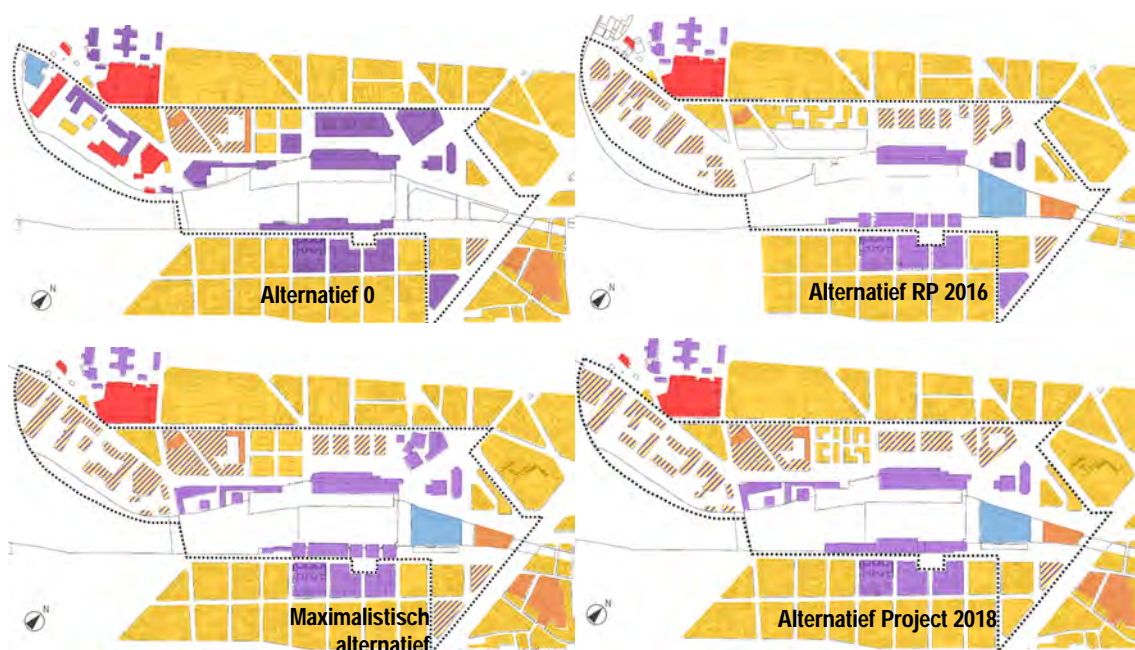 Alternatief 0
N
Alternatief RP 2016
N
Maximalistisch
alternatief
N
Alternatief Project 2018
N